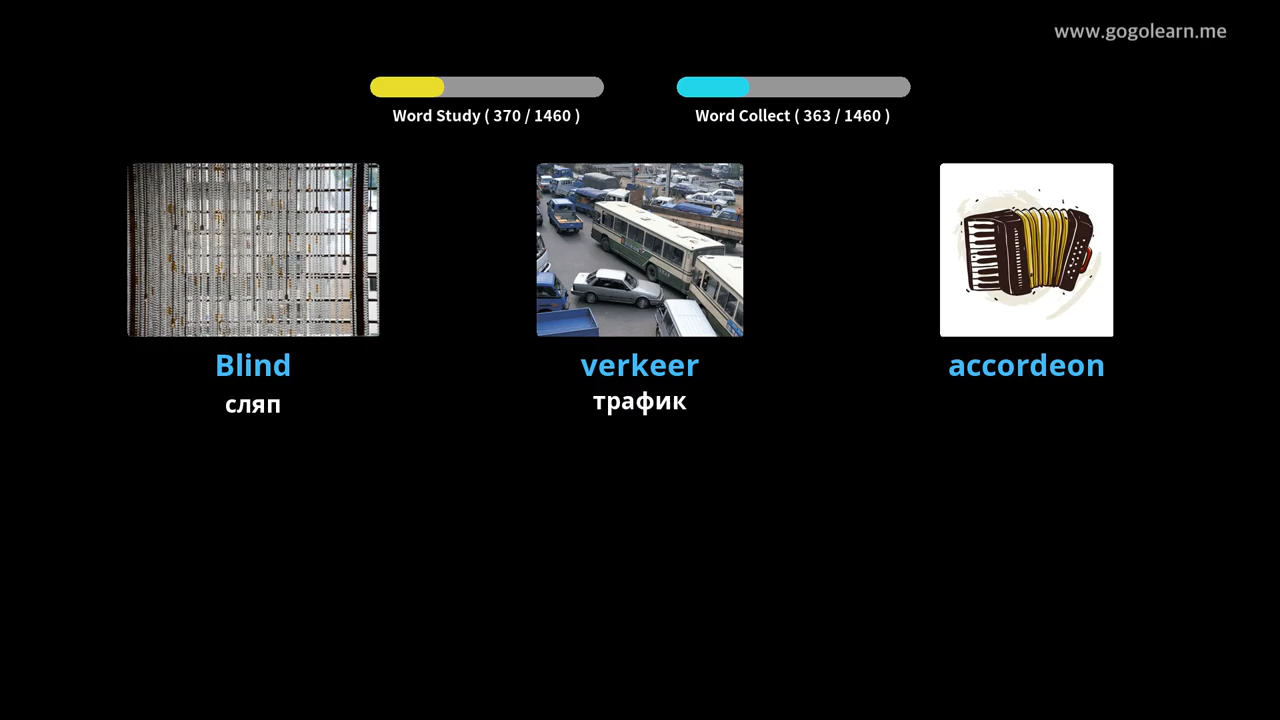 www.gogolearn.me
Word Study ( 370 / 1460 )
Word Collect ( 363 / 1460 )
Blind
verkeer
accordeon
сляп
трафик